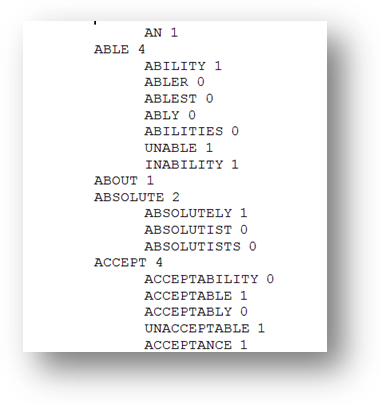 AN 1
ABLE 4
ABILITY 1
ABLER 0
ABLEST 0
ABLY 0
ABILITIES 0
UNABLE 1
INABILITY 1
ABOUT 1
ABSOLUTE 2
ABSOLUTELY 1
ABSOLUTIST 0
ABSOLUTISTS 0
ACCEPT 4
ACCEPTABILITY 0
ACCEPTABLE 1
ACCEPTABLY 0
UNACCEPTABLE 1
ACCEPTANCE 1